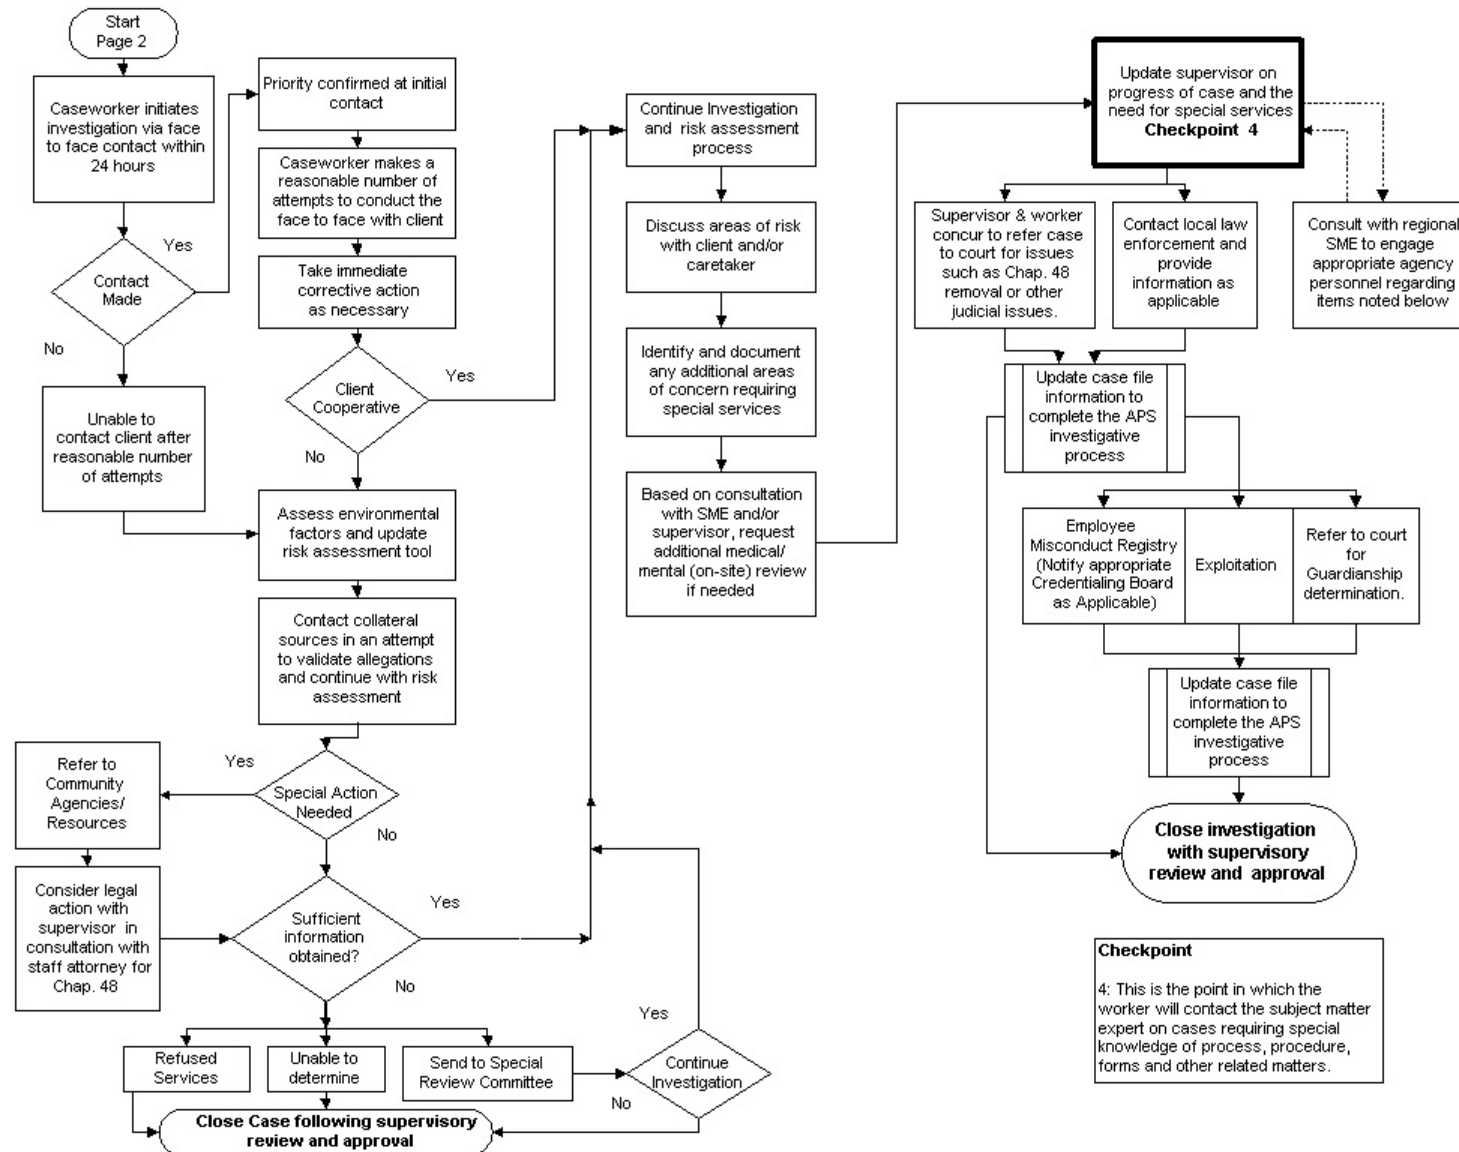 Start
Page 2
Caseworker initiates
investigation via face
to face contact within
24 hours
Yes
Contact
Made
No
Unable to
contact client after
reasonable number
of attempts
Priority confirmed at initial
contact
Caseworker makes a
reasonable number of
attempts to conduct the
face to face with client
Take immediate
corrective action
as necessary
Yes
Client
Cooperative
No
Assess environmental
factors and update
risk assessment tool
Contact collateral
sources in an attempt
to validate allegations
and continue with risk
assessment
Yes
Special Action
Needed
No
Refer to
Community
Agencies/
Resources
Consider legal
action with
supervisor in
consultation with
staff attorney for
Chap. 48
Sufficient
information
obtained?
Yes
No
Refused
Services
Unable to
determine
Send to Special
Review Committee
Yes
Continue
Investigation
No
Close Case following supervisory
review and approval
Continue Investigation
and risk assessment
process
Discuss areas of risk
with client and/or
caretaker
Identify and document
any additional areas
of concern requiring
special services
Based on consultation
with SME and/or
supervisor, request
additional medical/
mental (on-site) review
if needed
Update supervisor on
progress of case and the
need for special services
Checkpoint 4
Supervisor & worker
concur to refer case
to court for issues
such as Chap. 48
removal or other
judicial issues.
Contact local law
enforcement and
provide
information as
applicable
Consult with regional
SME to engage
appropriate agency
personnel regarding
items noted below
Update case file
information to
complete the APS
investigative
process
Employee
Misconduct Registry
(Notify appropriate
Credentialing Board
as Applicable)
Exploitation
Refer to court
for
Guardianship
determination.
Update case file
information to
complete the APS
investigative
process
Close investigation
with supervisory
review and approval
Checkpoint
4: This is the point in which the
worker will contact the subject matter
expert on cases requiring special
knowledge of process, procedure,
forms and other related matters.